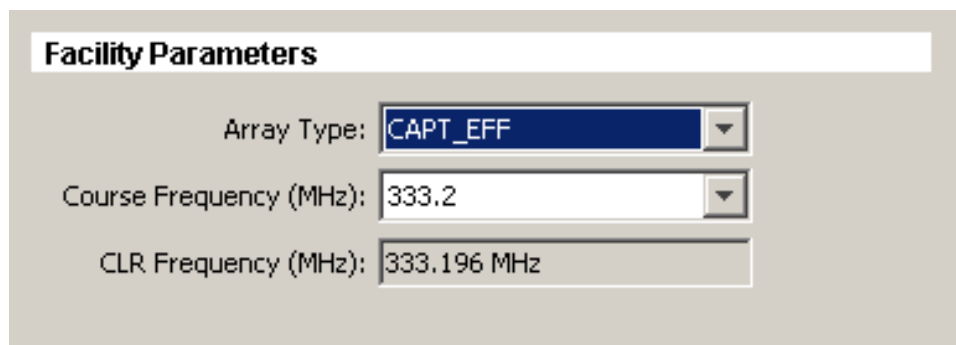 Facility Parameters
Array Type: CAPT_EFF
Course Frequency (MHz): 333.2
CLR Frequency (MHz): 333.196 MHz